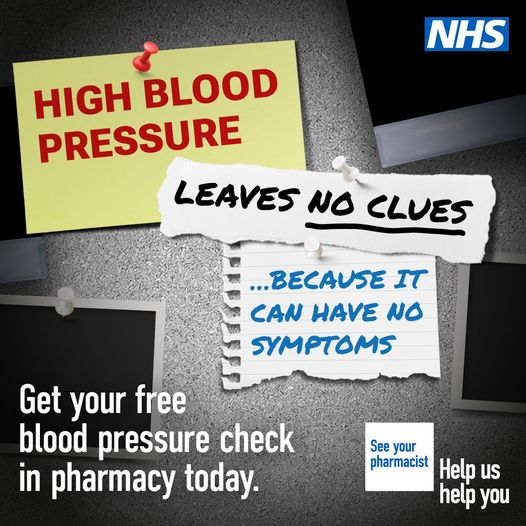 NHS
HIGH BLOOD
PRESSURE
LEAVES NO CLUES
...BECAUSE IT
CAN HAVE NO
SYMPTOMS
Get your free
blood pressure check
in pharmacy today.
See your
pharmacist
Help us
help you